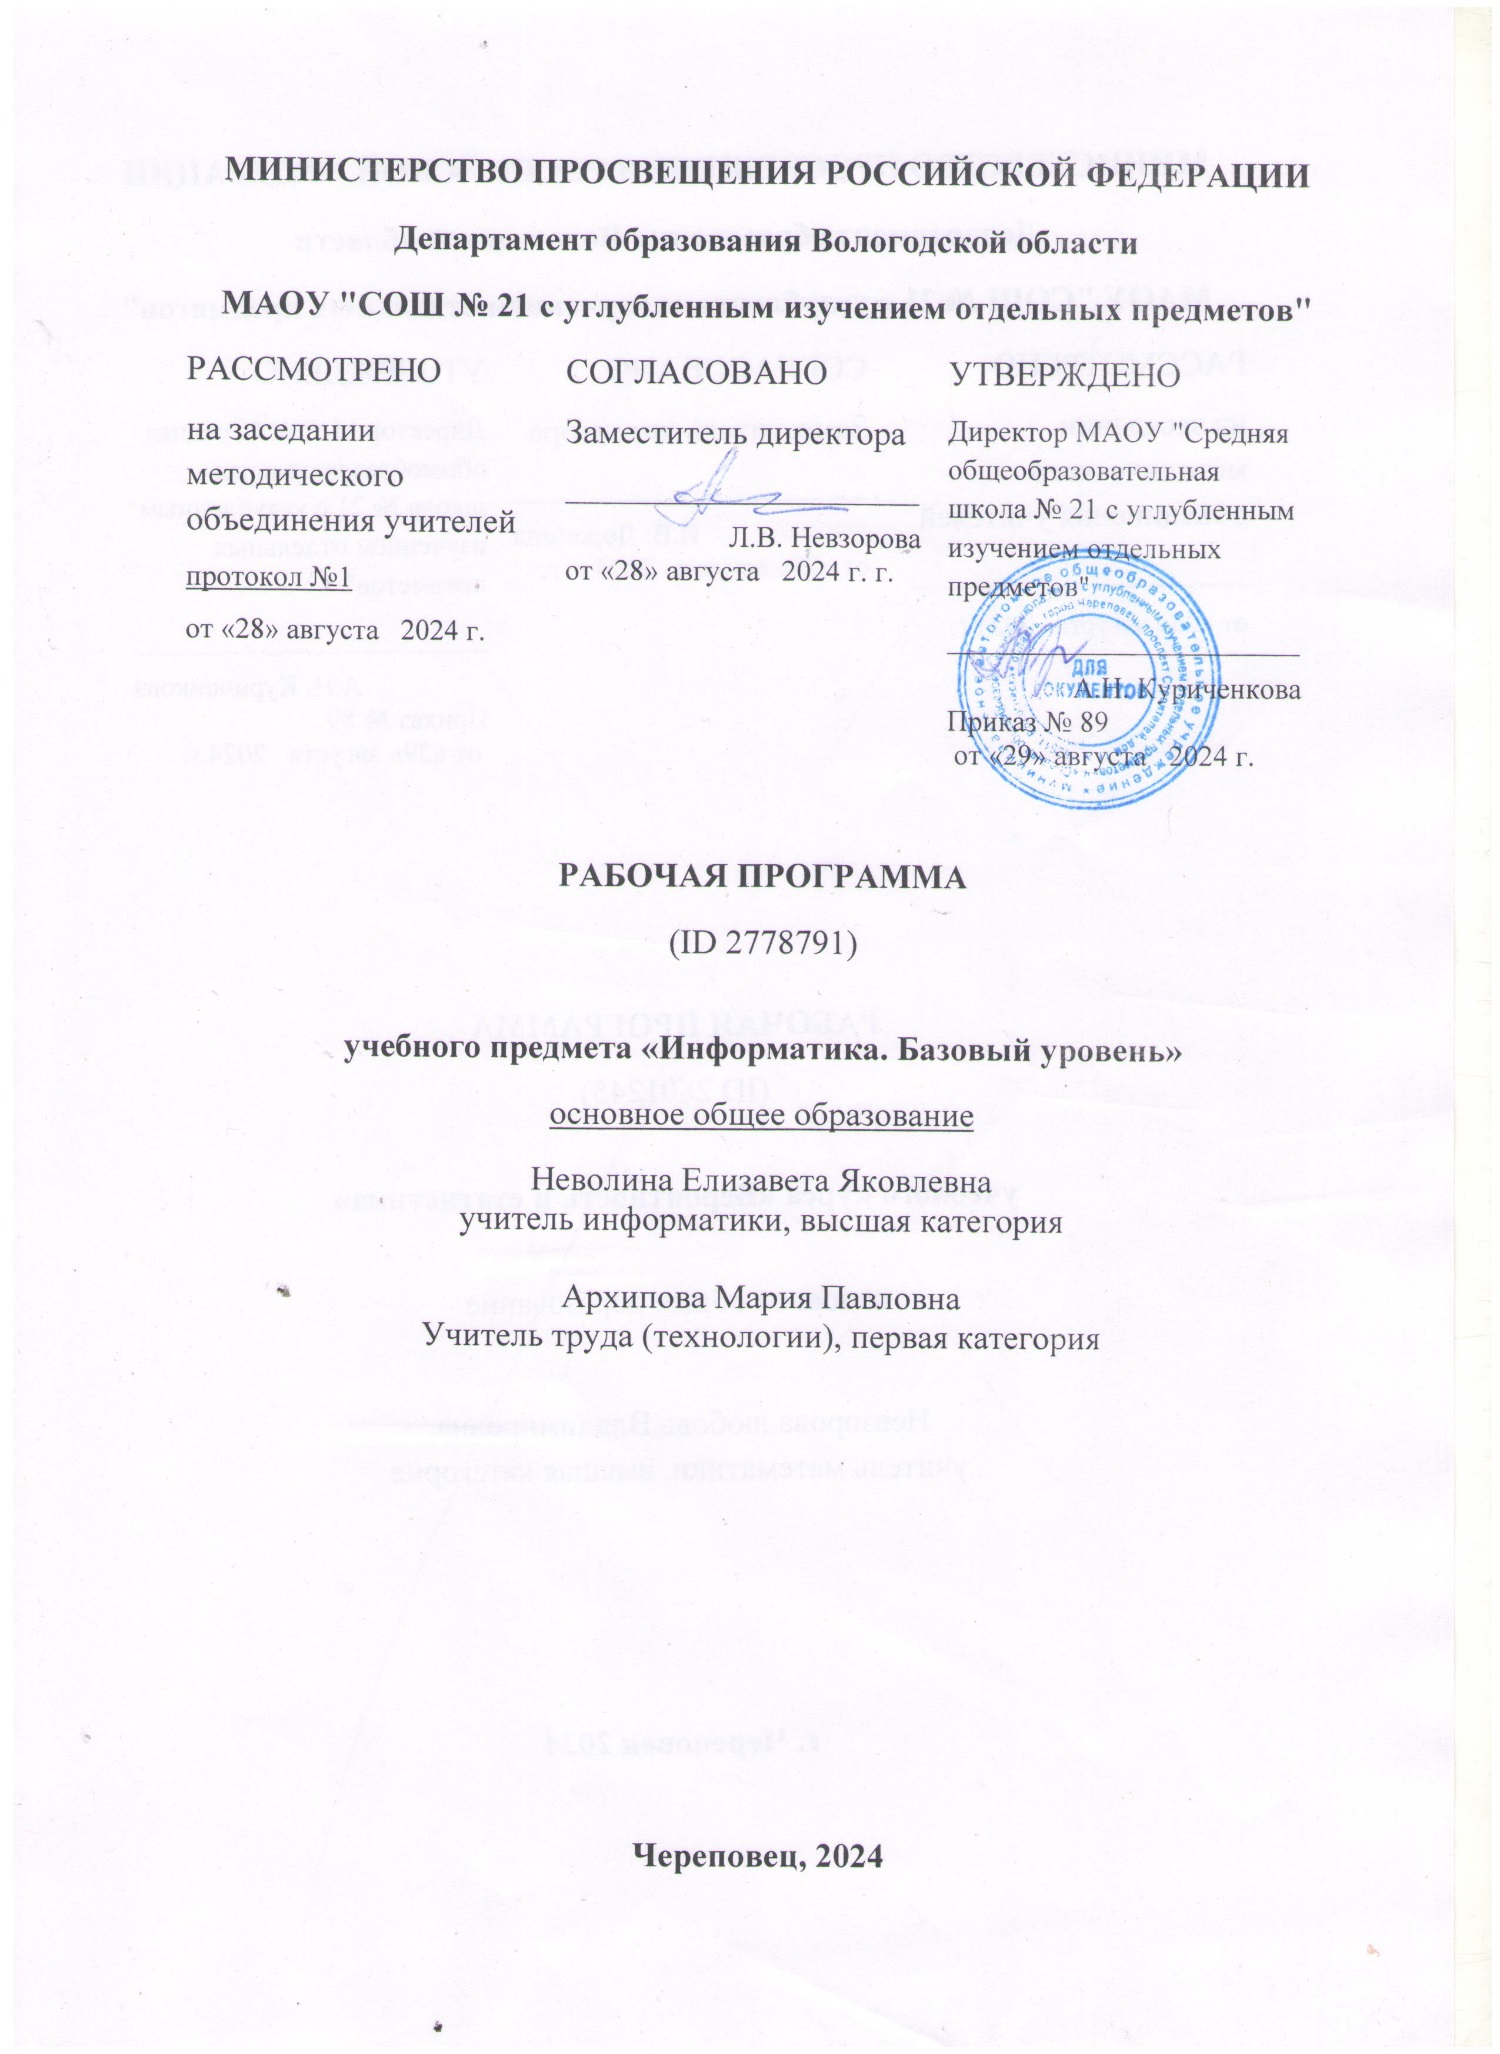 МИНИСТЕРСТВО ПРОСВЕЩЕНИЯ РОССИЙСКОЙ ФЕДЕРАЦИИ
Департамент образования Вологодской области
МАОУ "СОШ № 21 с углубленным изучением отдельных предметов"
РАССМОТРЕНО
на заседании
методического
объединения учителей
протокол №1
от «28» августа 2024 г.
СОГЛАСОВАНО
Заместитель директора
Л.В. Невзорова
от «28» августа 2024 г. г.
УТВЕРЖДЕНО
Директор МАОУ "Средняя
общеобразовательная
школа № 21 с углубленным
изучением отдельных
предметов"
ДЛЯ
ДОКУМЕНТОВ
А.Н. Куриченкова
Приказ № 89
от «29» августа 2024 г.
РАБОЧАЯ ПРОГРАММА
(ID 2778791)
учебного предмета «Информатика. Базовый уровень»
основное общее образование
Неволина Елизавета Яковлевна
учитель информатики, высшая категория
Архипова Мария Павловна
Учитель труда (технологии), первая категория
Череповец, 2024